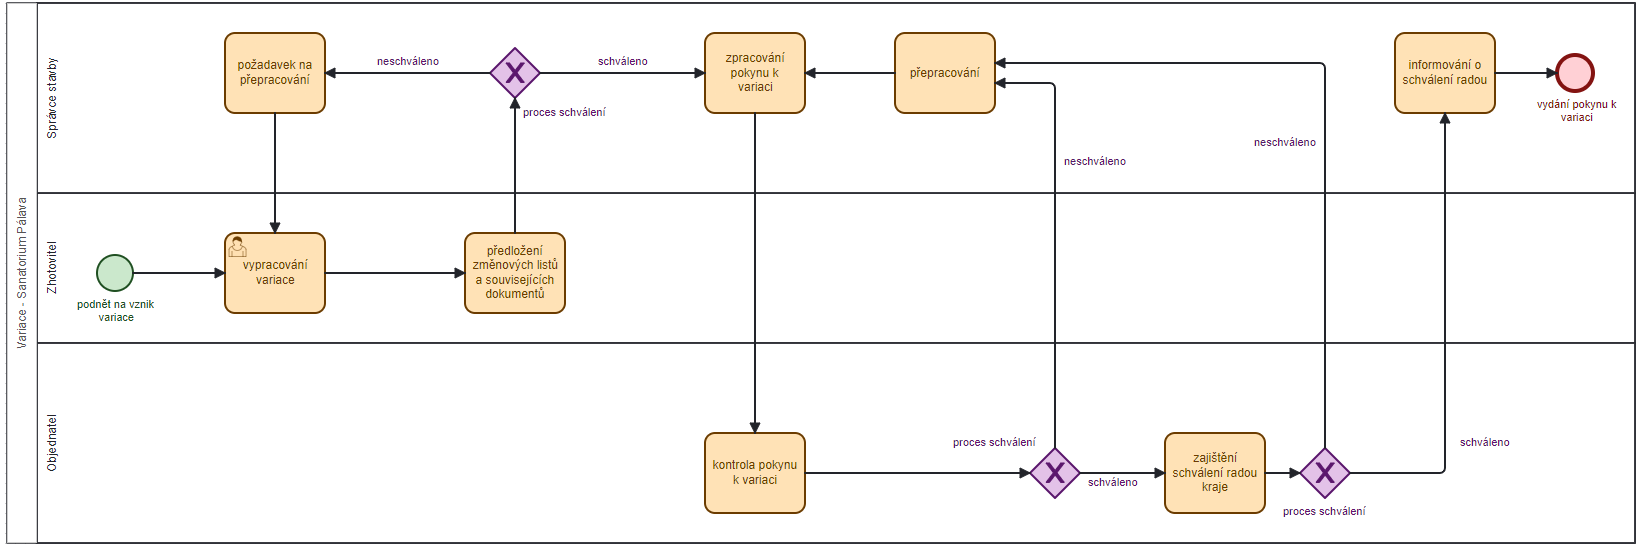 Variace - Sanatorium Pálava
Správce stavby
požadavek na
přepracování
neschváleno
schváleno
proces schválení
zpracování
pokynu k
variaci
přepracování
neschváleno
neschváleno
informování o
schválení radou
vydání pokynu k
variaci
Zhotovitel
podnět na vznik
variace
vypracování
variace
předložení
změnových listů
a souvisejících
dokumentů
Objednatel
kontrola pokynu
k variaci
proces schválení
schváleno
zajištění
schválení radou
kraje
proces schválení
schváleno